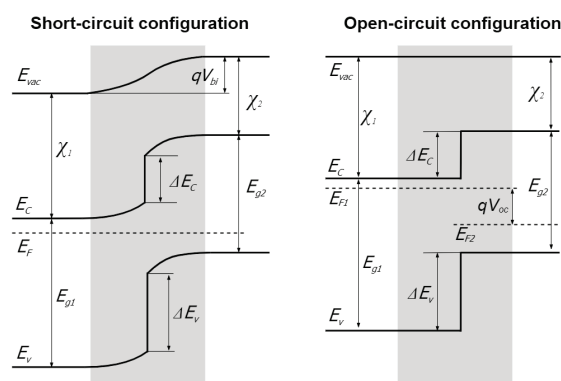 Short-circuit configuration
E_vac
qV_bi
χ_2
χ_1
ΔE_C
E_C
E_g2
E_F
E_g1
ΔE_v
E_v
Open-circuit configuration
E_vac
χ_1
χ_2
ΔE_C
E_C
E_F1
qV_oc
E_g2
E_F2
E_g1
ΔE_v
E_v